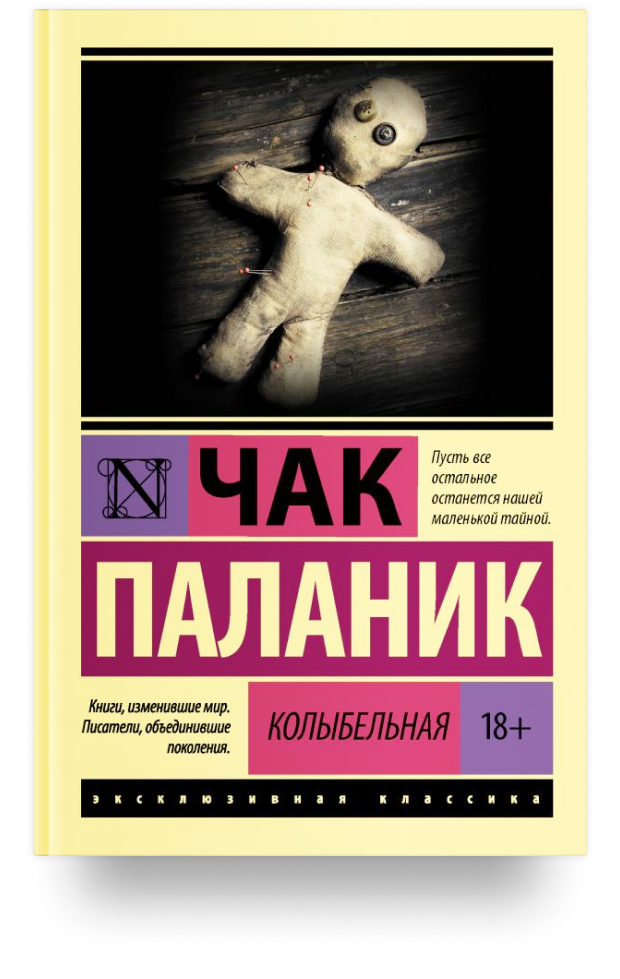 N
ЧАК
Пусть все
остальное
останется нашей
маленькой тайной.
ПАЛАНИК
Книги, изменившие мир.
Писатели, объединившие
поколения.
КОЛЫБЕЛЬНАЯ
18+
эксклюзивная классика